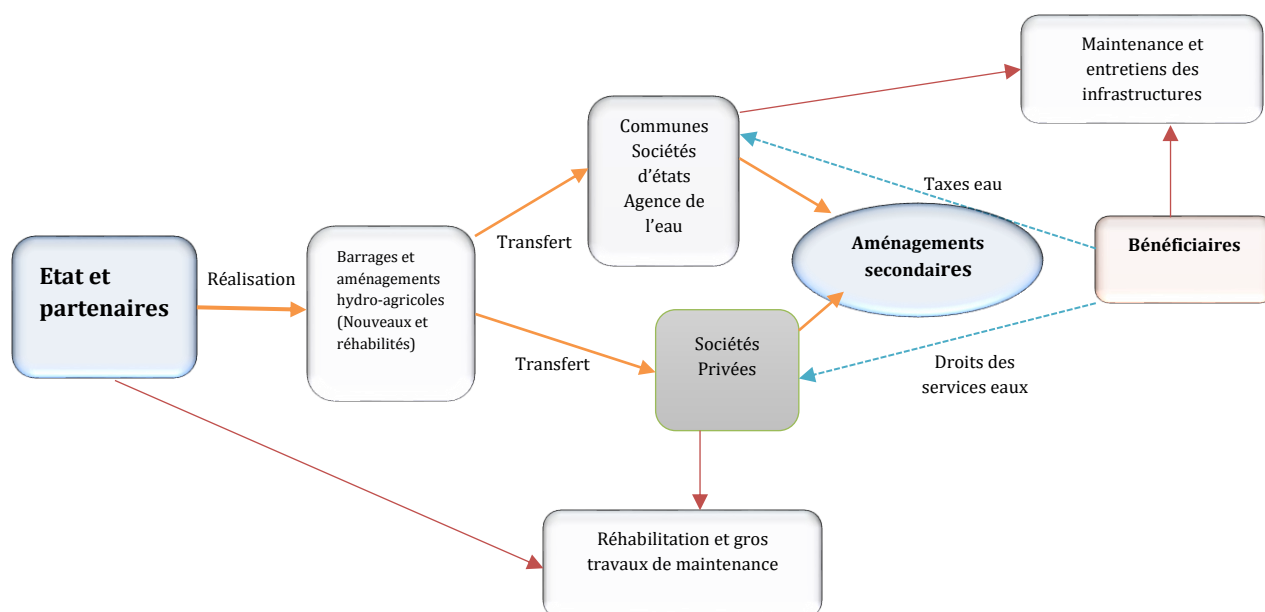 Maintenance et
entretiens des
infrastructures
Communes
Sociétés
d’états
Agence de
l’eau
Taxes eau
Transfert
Bénéficiaires
Aménagements
secondaires
Etat et
partenaires
Réalisation
Barrages et
aménagements
hydro-agricoles
(Nouveaux et
réhabilités)
Sociétés
Privées
Transfert
Droits des
services eaux
Réhabilitation et gros
travaux de maintenance